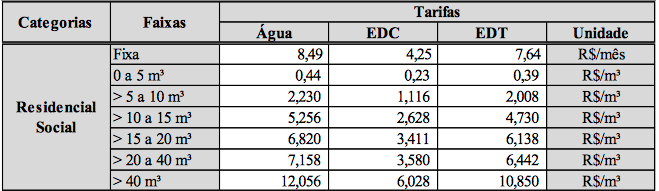 Categorias Faixas Tarifas
Água EDC EDT Unidade
Residencial Social
Fixa 8,49 4,25 7,64 R$/mês
0 a 5 m³ 0,44 0,23 0,39 R$/m³
> 5 a 10 m³ 2,230 1,116 2,008 R$/m³
> 10 a 15 m³ 5,256 2,628 4,730 R$/m³
> 15 a 20 m³ 6,820 3,411 6,138 R$/m³
> 20 a 40 m³ 7,158 3,580 6,442 R$/m³
> 40 m³ 12,056 6,028 10,850 R$/m³